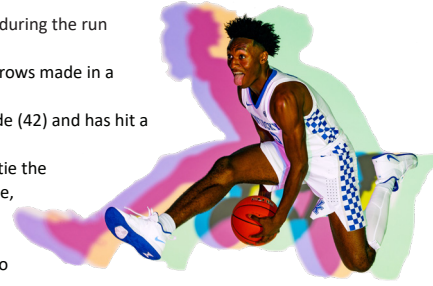 during the run
rows made in a
de (42) and has hit a
tie the
e,
o